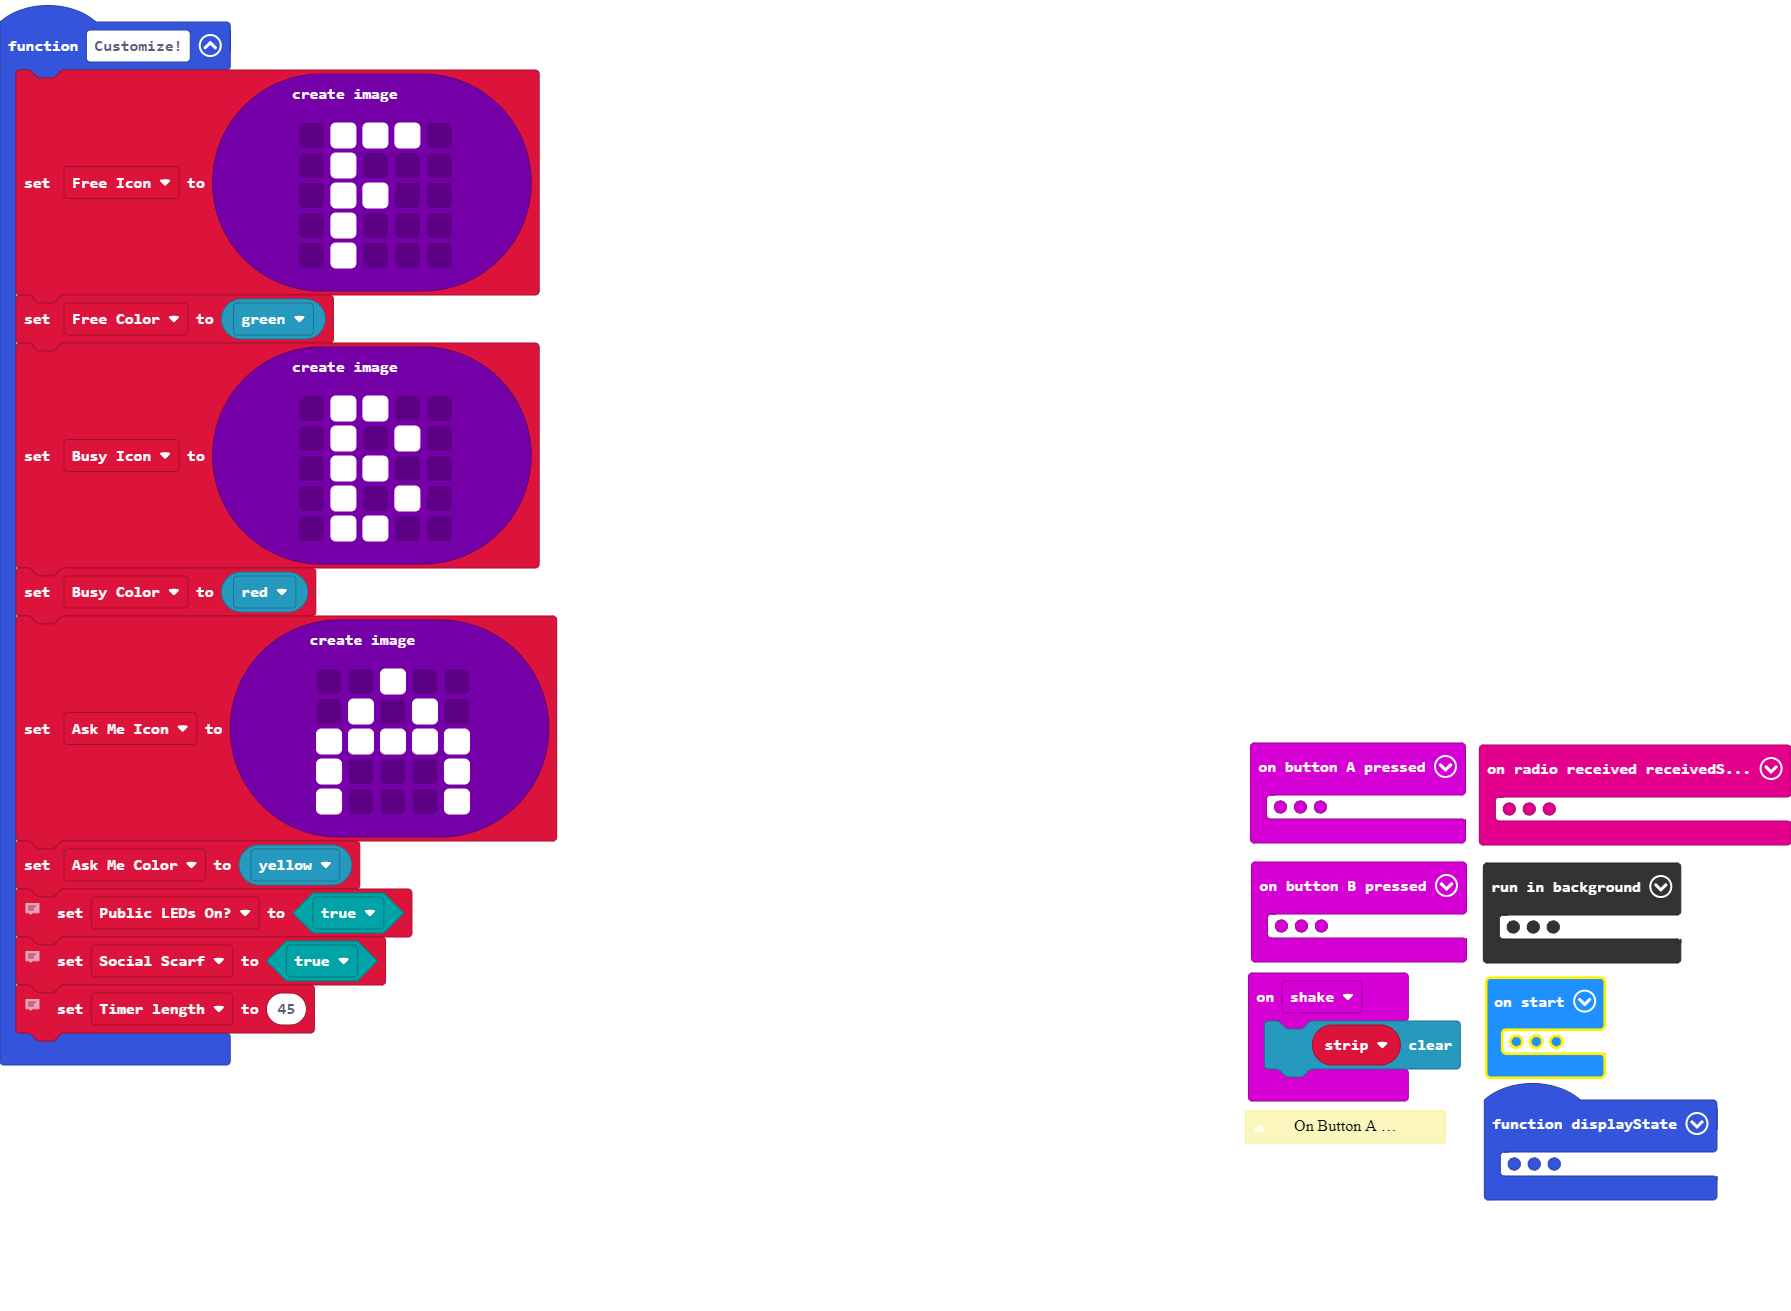 function Customize!
create image
set Free Icon to
set Free Color to green
create image
set Busy Icon to
set Busy Color to red
create image
set Ask Me Icon to
set Ask Me Color to yellow
set Public LEDs On? to true
set Social Scarf to true
set Timer length to 45
on button A pressed
on radio received receivedS...
on button B pressed
run in background
on shake
strip clear
on start
On Button A ...
function displayState